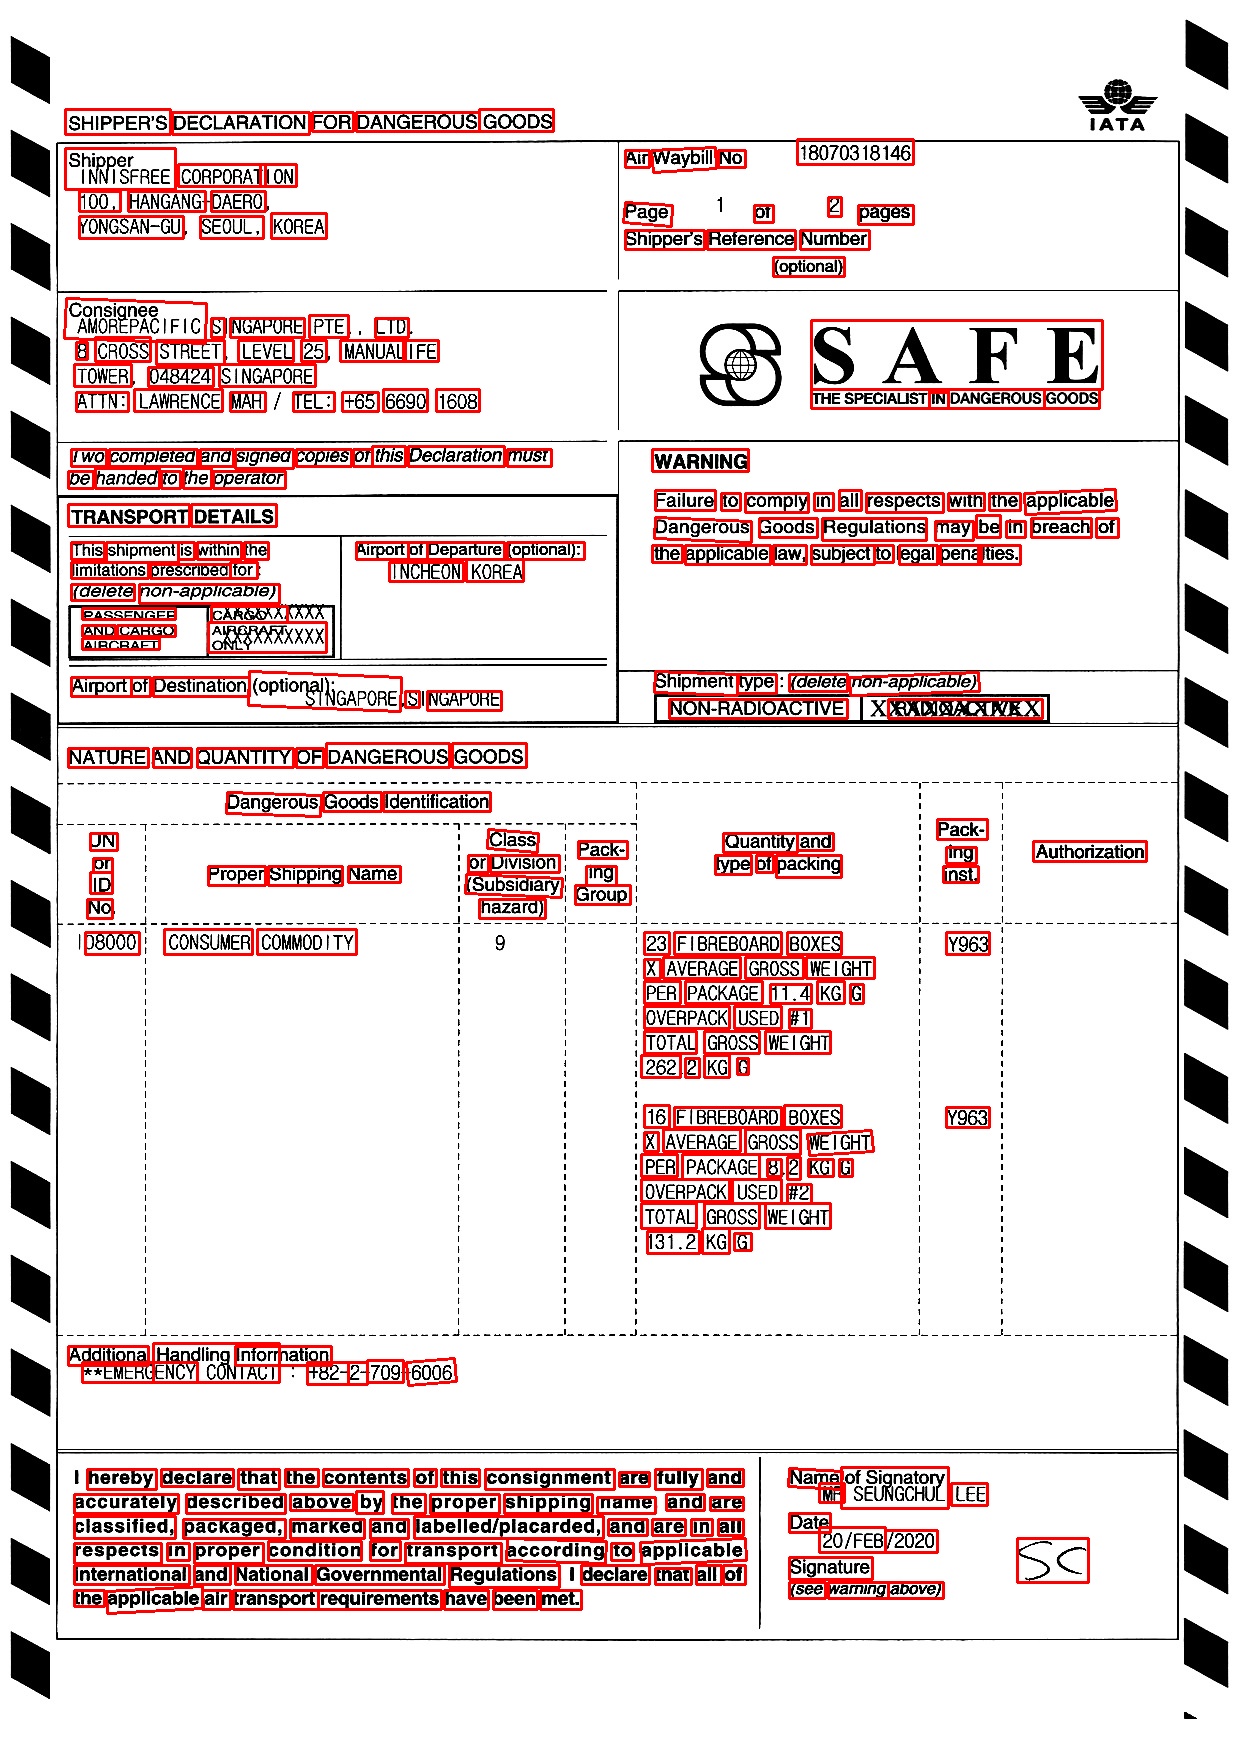 IATA
SHIPPER'S DECLARATION FOR DANGEROUS GOODS
Shipper
INNISFREE CORPORATION
100, HANGANG-DAERO,
YONGSAN-GU, SEOUL, KOREA
Air Waybill No 18070318146
Page 1 of 2 pages
Shipper's Reference Number
(optional)
Consignee
AMOREPACIFIC SINGAPORE PTE., LTD.
8 CROSS STREET, LEVEL 25, MANUALIFE
TOWER, 048424 SINGAPORE
ATTN: LAWRENCE MAH / TEL: +65 6690 1608
SAFE
THE SPECIALIST IN DANGEROUS GOODS
Two completed and signed copies of this Declaration must
be handed to the operator
WARNING
Failure to comply in all respects with the applicable
Dangerous Goods Regulations may be in breach of
the applicable law, subject to legal penalties.
TRANSPORT DETAILS
This shipment is within the
limitations prescribed for:
(delete non-applicable)
Airport of Departure (optional):
INCHEON KOREA
PASSENGER
AND CARGO
AIRCRAFT
CARGO XXXXXXXXX
AIRCRAFT XXXXXXXXX
ONLY
Airport of Destination (optional):
SINGAPORE,SINGAPORE
Shipment type: (delete non-applicable)
NON-RADIOACTIVE
NATURE AND QUANTITY OF DANGEROUS GOODS
Dangerous Goods Identification
UN
or
ID
No.
Proper Shipping Name
Class
or Division
(Subsidiary
hazard)
Pack-
ing
Group
Quantity and
type of packing
Pack-
ing
inst.
Authorization
ID8000 CONSUMER COMMODITY 9 23 FIBREBOARD BOXES Y963
X AVERAGE GROSS WEIGHT
PER PACKAGE 11.4 KG G
OVERPACK USED #1
TOTAL GROSS WEIGHT
262.2 KG G
16 FIBREBOARD BOXES Y963
X AVERAGE GROSS WEIGHT
PER PACKAGE 8.2 KG G
OVERPACK USED #2
TOTAL GROSS WEIGHT
131.2 KG G
Additional Handling Information
**EMERGENCY CONTACT : +82-2-709-6006
I hereby declare that the contents of this consignment are fully and
accurately described above by the proper shipping name and are
classified, packaged, marked and labelled/placarded, and are in all
respects in proper condition for transport according to applicable
International and National Governmental Regulations I declare that all of
the applicable air transport requirements have been met.
Name of Signatory
MR SEUNGCHUL LEE
Date
20/FEB/2020
Signature
(see warning above)
SC